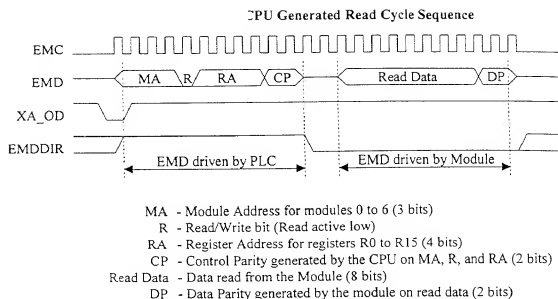 CPU Generated Read Cycle Sequence
EMC
EMD MA R RA CP Read Data DP
XA_OD
EMDDIR
EMD driven by PLC EMD driven by Module
MA - Module Address for modules 0 to 6 (3 bits)
R - Read/Write bit (Read active low)
RA - Register Address for registers R0 to R15 (4 bits)
CP - Control Parity generated by the CPU on MA, R, and RA (2 bits)
Read Data - Data read from the Module (8 bits)
DP - Data Parity generated by the module on read data (2 bits)